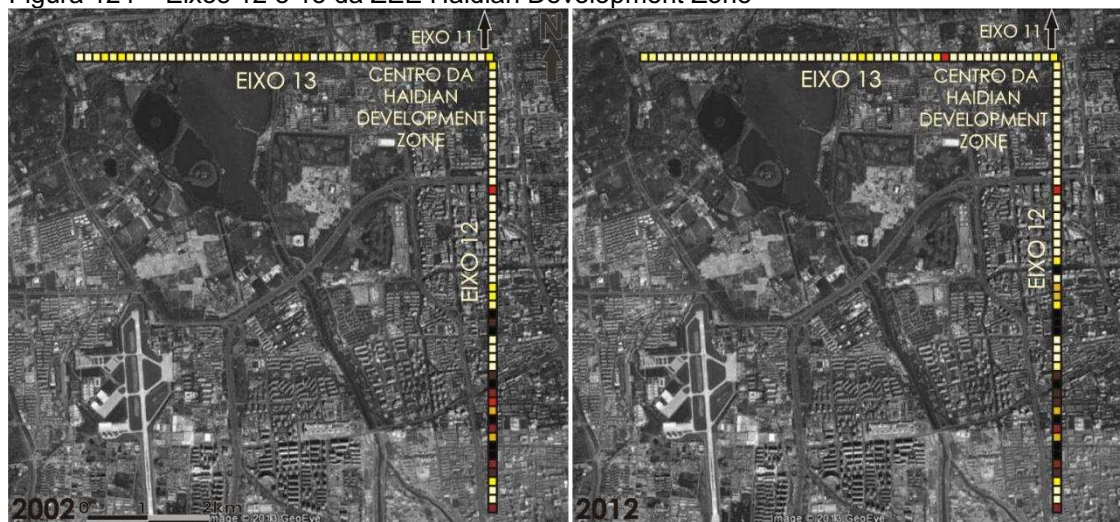 Figura 121 – Eixos 12 e 13 da ZEE Haidian Development Zone
EIXO 11
N
EIXO 13
CENTRO DA
HAIDIAN
DEVELOPMENT
ZONE
EIXO 12
2002
0 1 2km
Image © 2013 GeoEye
EIXO 11
EIXO 13
CENTRO DA
HAIDIAN
DEVELOPMENT
ZONE
EIXO 12
2012
Image © 2013 GeoEye